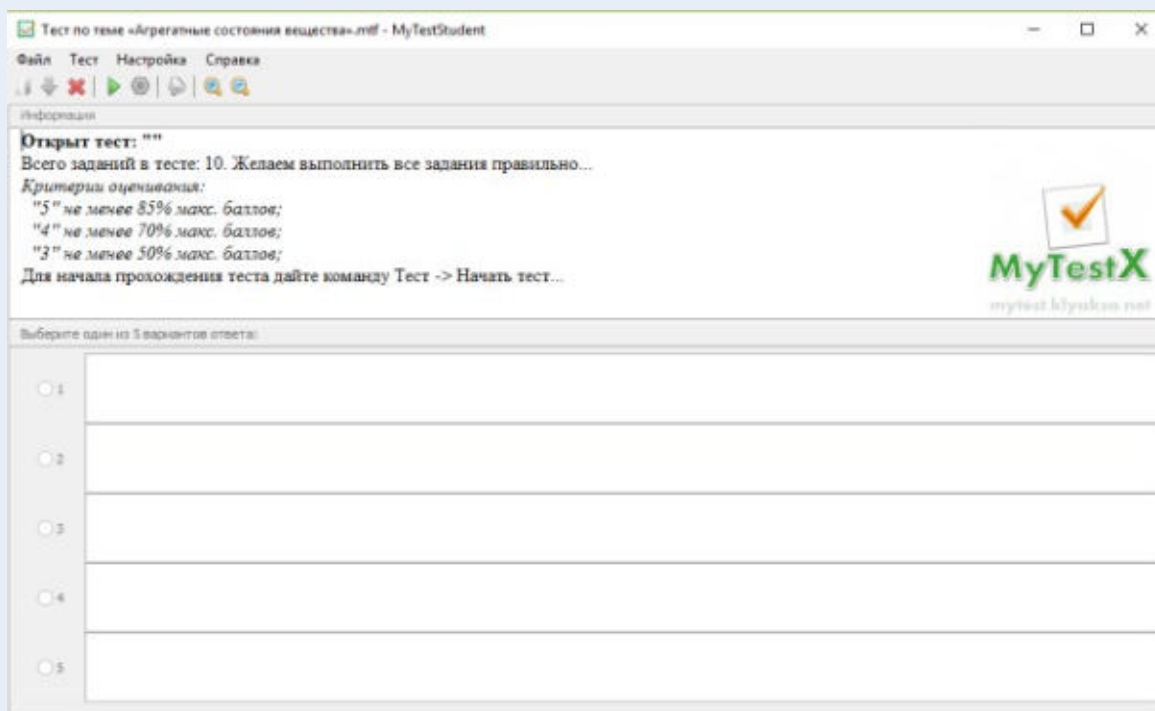 Тест по теме «Агрегатные состояния вещества».mtf - MyTestStudent
Файл Тест Настройка Справка
Информация
Открыт тест: ""
Всего заданий в тесте: 10. Желаем выполнить все задания правильно...
Критерии оценивания:
"5" не менее 85% макс. баллов;
"4" не менее 70% макс. баллов;
"3" не менее 50% макс. баллов;
Для начала прохождения теста дайте команду Тест -> Начать тест...
MyTestX
mytest.klyaksa.net
Выберите один из 5 вариантов ответа:
1
2
3
4
5